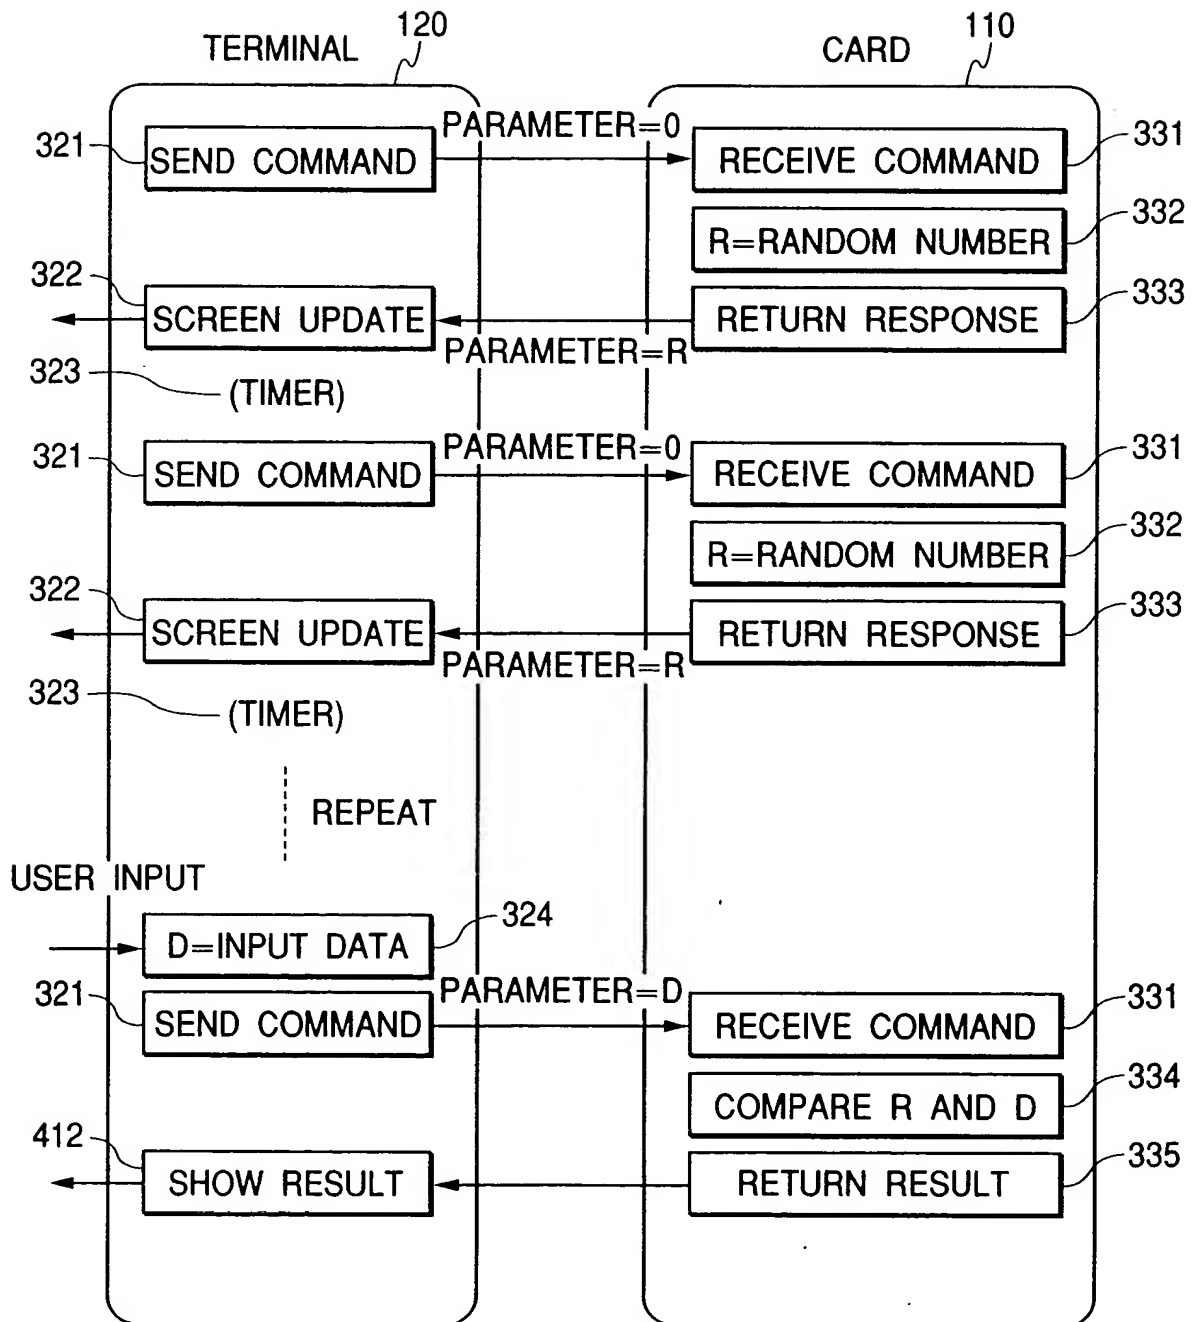 TERMINAL 120 CARD 110
PARAMETER=0
321 SEND COMMAND RECEIVE COMMAND 331
R=RANDOM NUMBER 332
322 SCREEN UPDATE RETURN RESPONSE 333
PARAMETER=R
323 (TIMER)
PARAMETER=0
321 SEND COMMAND RECEIVE COMMAND 331
R=RANDOM NUMBER 332
322 SCREEN UPDATE RETURN RESPONSE 333
PARAMETER=R
323 (TIMER)
REPEAT
USER INPUT
D=INPUT DATA 324
PARAMETER=D
321 SEND COMMAND RECEIVE COMMAND 331
COMPARE R AND D 334
412 SHOW RESULT RETURN RESULT 335